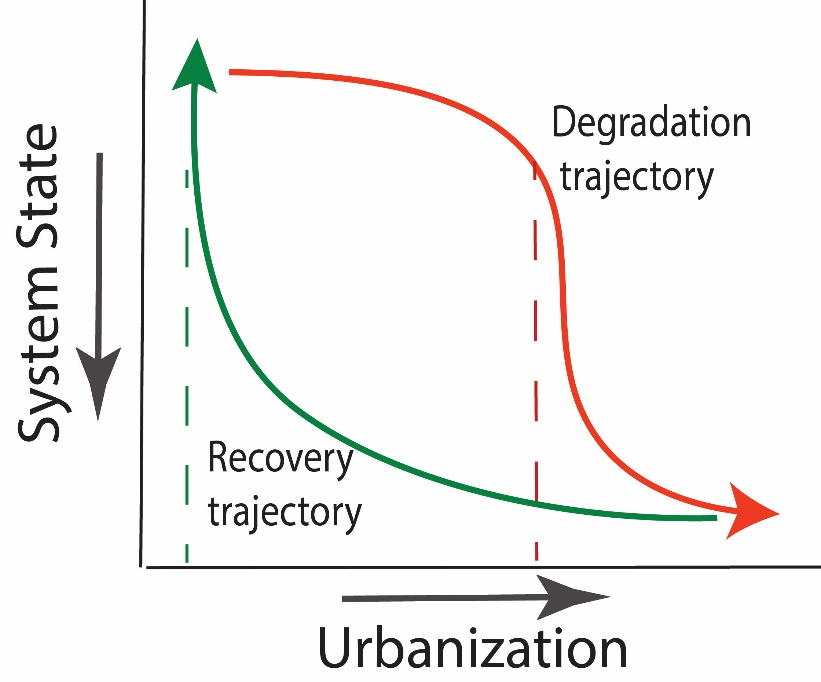 Degradation
trajectory
System State
Recovery
trajectory
Urbanization